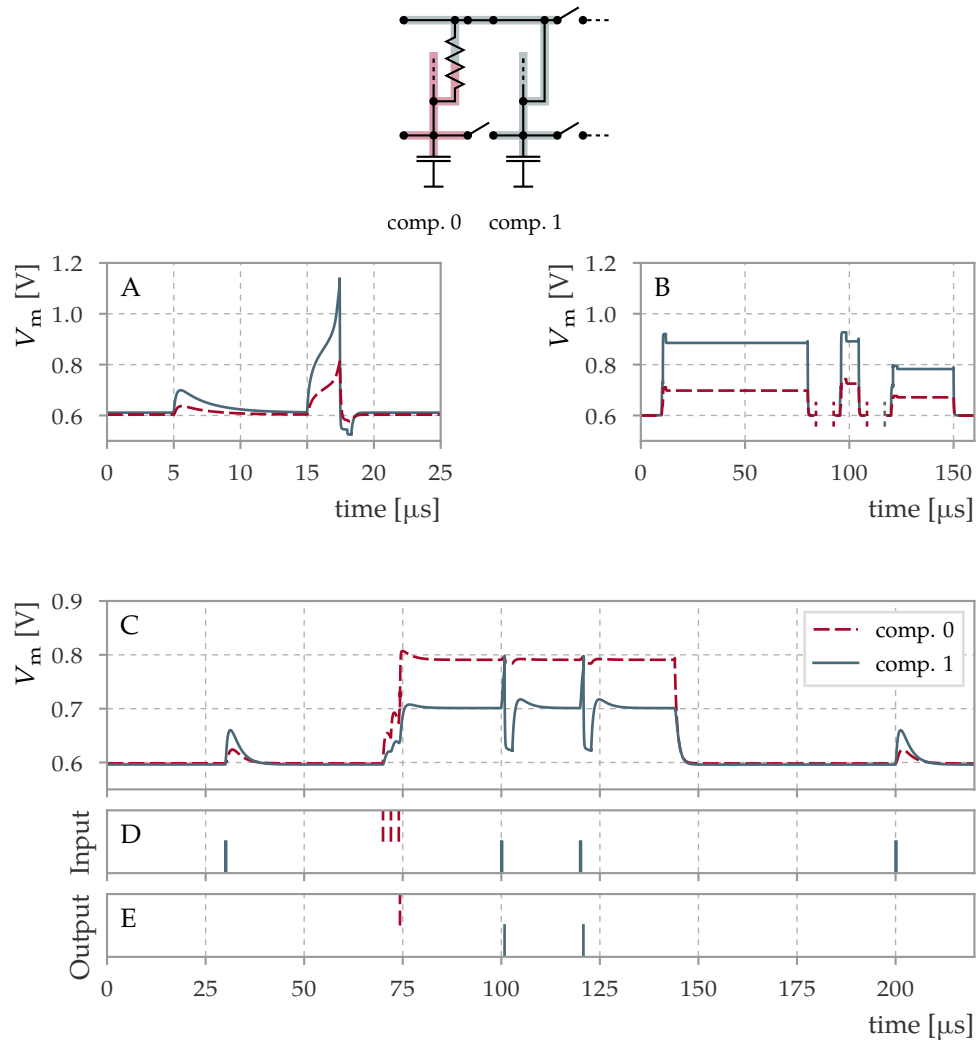 comp. 0 comp. 1
A
V_m [V]
1.2
1.0
0.8
0.6
0 5 10 15 20 25
time [μs]
B
V_m [V]
1.2
1.0
0.8
0.6
0 50 100 150
time [μs]
C
V_m [V]
0.9
0.8
0.7
0.6
comp. 0
comp. 1
D
Input
E
Output
0 25 50 75 100 125 150 175 200
time [μs]